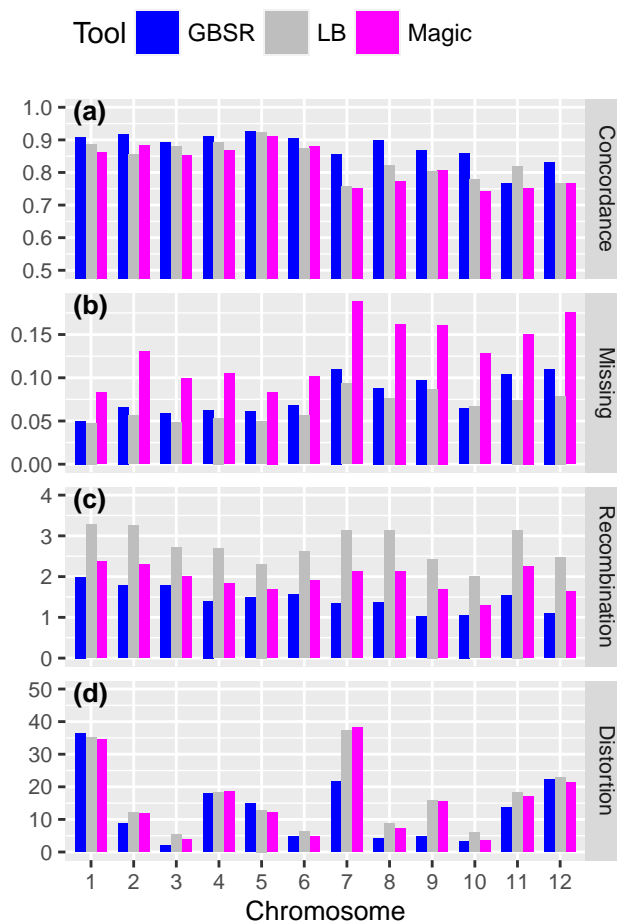 Tool GBSR LB Magic
(a)
1.0
0.9
0.8
0.7
0.6
0.5
Concordance
(b)
0.15
0.10
0.05
0.00
Missing
(c)
4
3
2
1
0
Recombination
(d)
50
40
30
20
10
0
Distortion
1 2 3 4 5 6 7 8 9 10 11 12
Chromosome